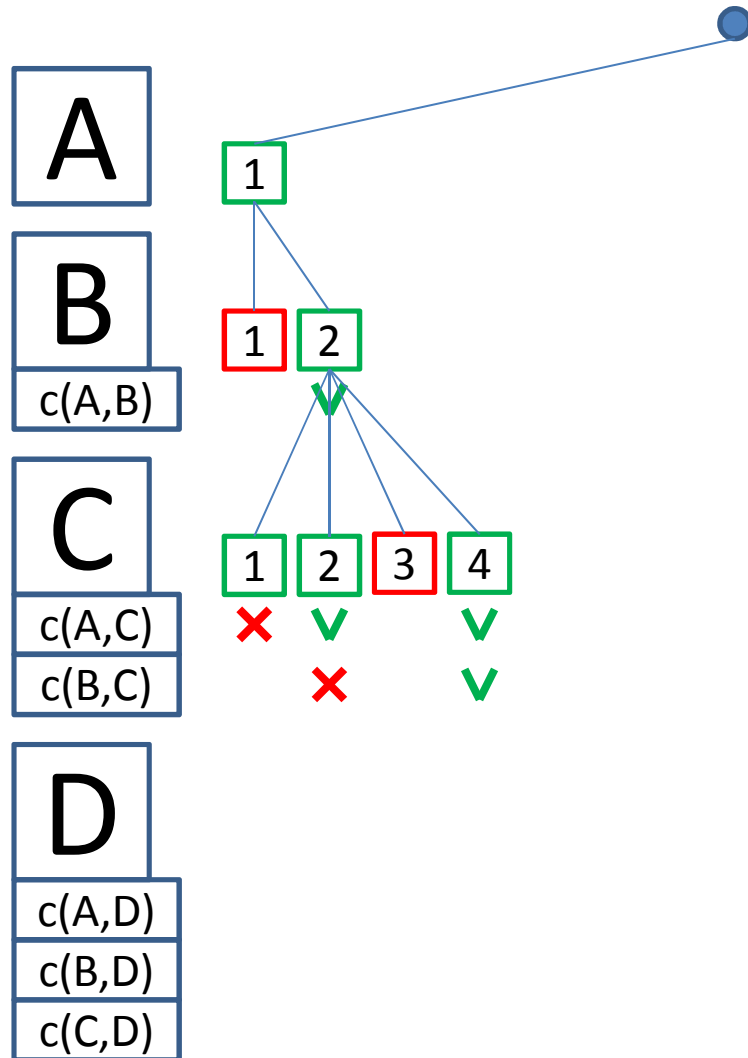 A
1
B
1 2
c(A,B)
C
1 2 3 4
c(A,C)
c(B,C)
D
c(A,D)
c(B,D)
c(C,D)